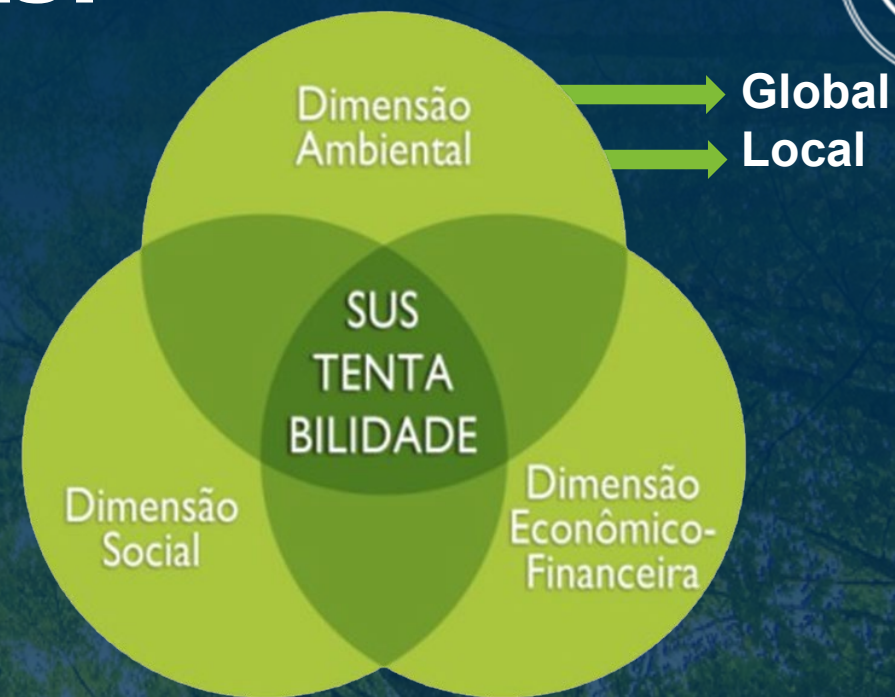 Dimensão
Ambiental
Global
Local
SUS
TENTA
BILIDADE
Dimensão
Social
Dimensão
Econômico-
Financeira